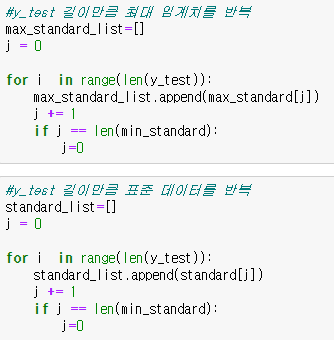 #y_test 길이만큼 최대 임계치를 반복
max_standard_list=[]
j = 0
for i  in range(len(y_test)):
    max_standard_list.append(max_standard[j])
    j += 1
    if j == len(min_standard):
        j=0
#y_test 길이만큼 표준 데이터를 반복
standard_list=[]
j = 0
for i  in range(len(y_test)):
    standard_list.append(standard[j])
    j += 1
    if j == len(min_standard):
        j=0